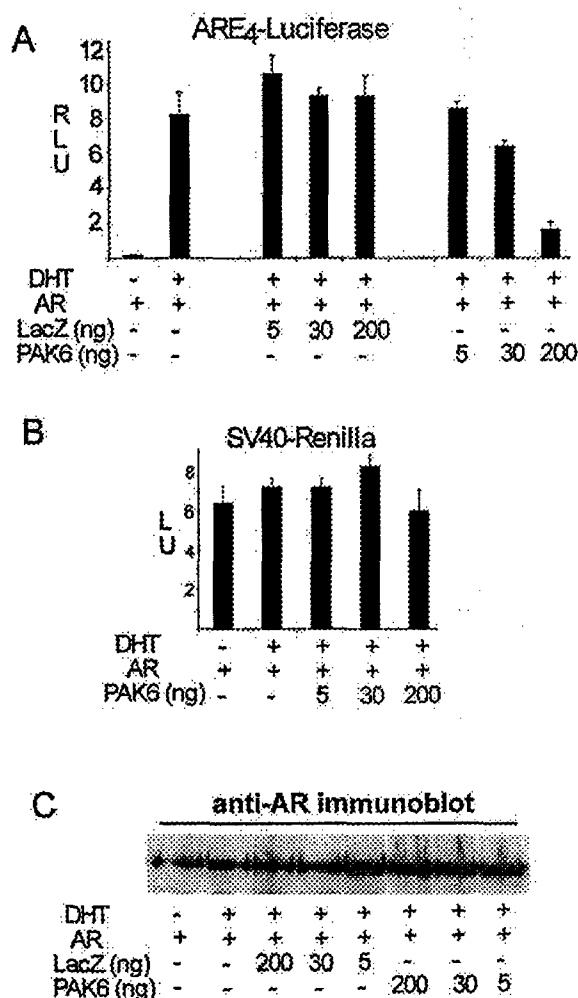 A
ARE4-Luciferase
12
10
8
6
4
2
RLU
DHT - + + + + + + +
AR + + + + + + + +
LacZ (ng) - - 5 30 200 - - -
PAK6 (ng) - - - - - 5 30 200
B
SV40-Renilla
8
6
4
2
LU
DHT - + + + +
AR + + + + +
PAK6 (ng) - - 5 30 200
C
anti-AR immunoblot
DHT - + + + + + + +
AR + + + + + + + +
LacZ (ng) - - 200 30 5 - - -
PAK6 (ng) - - - - - 200 30 5